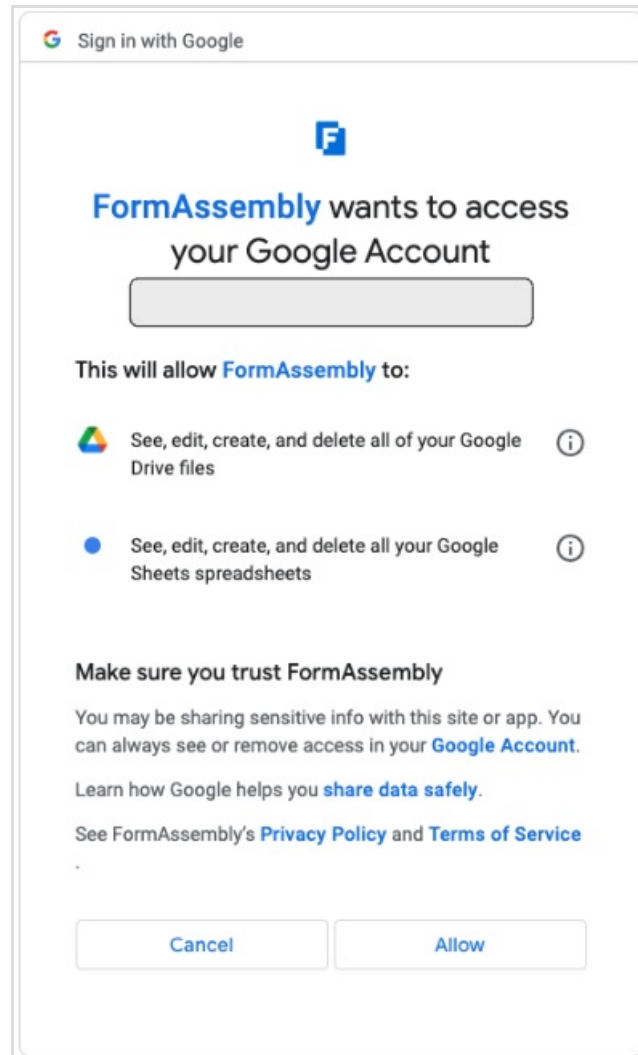 Sign in with Google
FormAssembly wants to access
your Google Account
This will allow FormAssembly to:
See, edit, create, and delete all of your Google
Drive files
See, edit, create, and delete all your Google
Sheets spreadsheets
Make sure you trust FormAssembly
You may be sharing sensitive info with this site or app. You
can always see or remove access in your Google Account.
Learn how Google helps you share data safely.
See FormAssembly's Privacy Policy and Terms of Service
.
Cancel
Allow